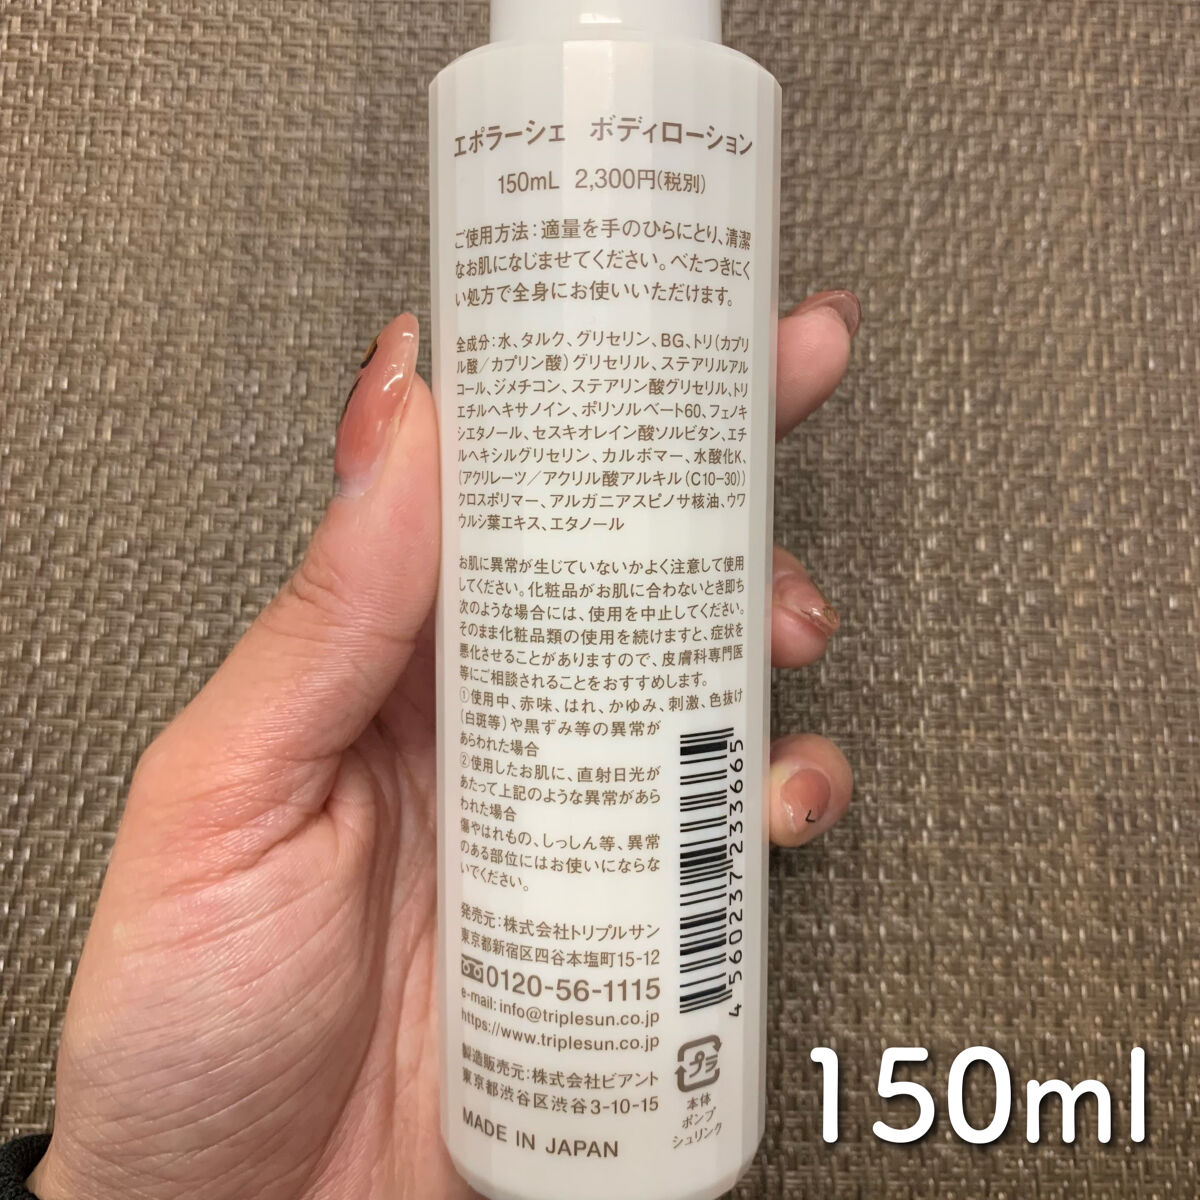 エポラーシェ ボディローション
150mL 2,300円(税別)
ご使用方法:適量を手のひらにとり、清潔
なお肌になじませてください。べたつきにく
い処方で全身にお使いいただけます。
全成分:水、タルク、グリセリン、BG、トリ(カプリ
ル酸/カプリン酸)グリセリル、ステアリルアル
コール、ジメチコン、ステアリン酸グリセリル、トリ
エチルヘキサノイン、ポリソルベート60、フェノキ
シエタノール、セスキオレイン酸ソルビタン、エチ
ルヘキシルグリセリン、カルボマー、水酸化K、
(アクリレーツ/アクリル酸アルキル(C10-30))
クロスポリマー、アルガニアスピノサ核油、ウワ
ウルシ葉エキス、エタノール
お肌に異常が生じていないかよく注意して使用
してください。化粧品がお肌に合わないとき即ち
次のような場合には、使用を中止してください。
そのまま化粧品類の使用を続けますと、症状を
悪化させることがありますので、皮膚科専門医
等にご相談されることをおすすめします。
①使用中、赤味、はれ、かゆみ、刺激、色抜け
(白斑等)や黒ずみ等の異常が
あらわれた場合
②使用したお肌に、直射日光が
あたって上記のような異常があら
われた場合
傷やはれもの、しっしん等、異常
のある部位にはお使いにならな
いでください。
発売元:株式会社トリプルサン
東京都新宿区四谷本塩町15-12
0120-56-1115
e-mail: info@triplesun.co.jp
https://www.triplesun.co.jp
製造販売元:株式会社ビアント
東京都渋谷区渋谷3-10-15
MADE IN JAPAN
4560237233665
プラ
本体
ポンプ
シュリンク
150ml